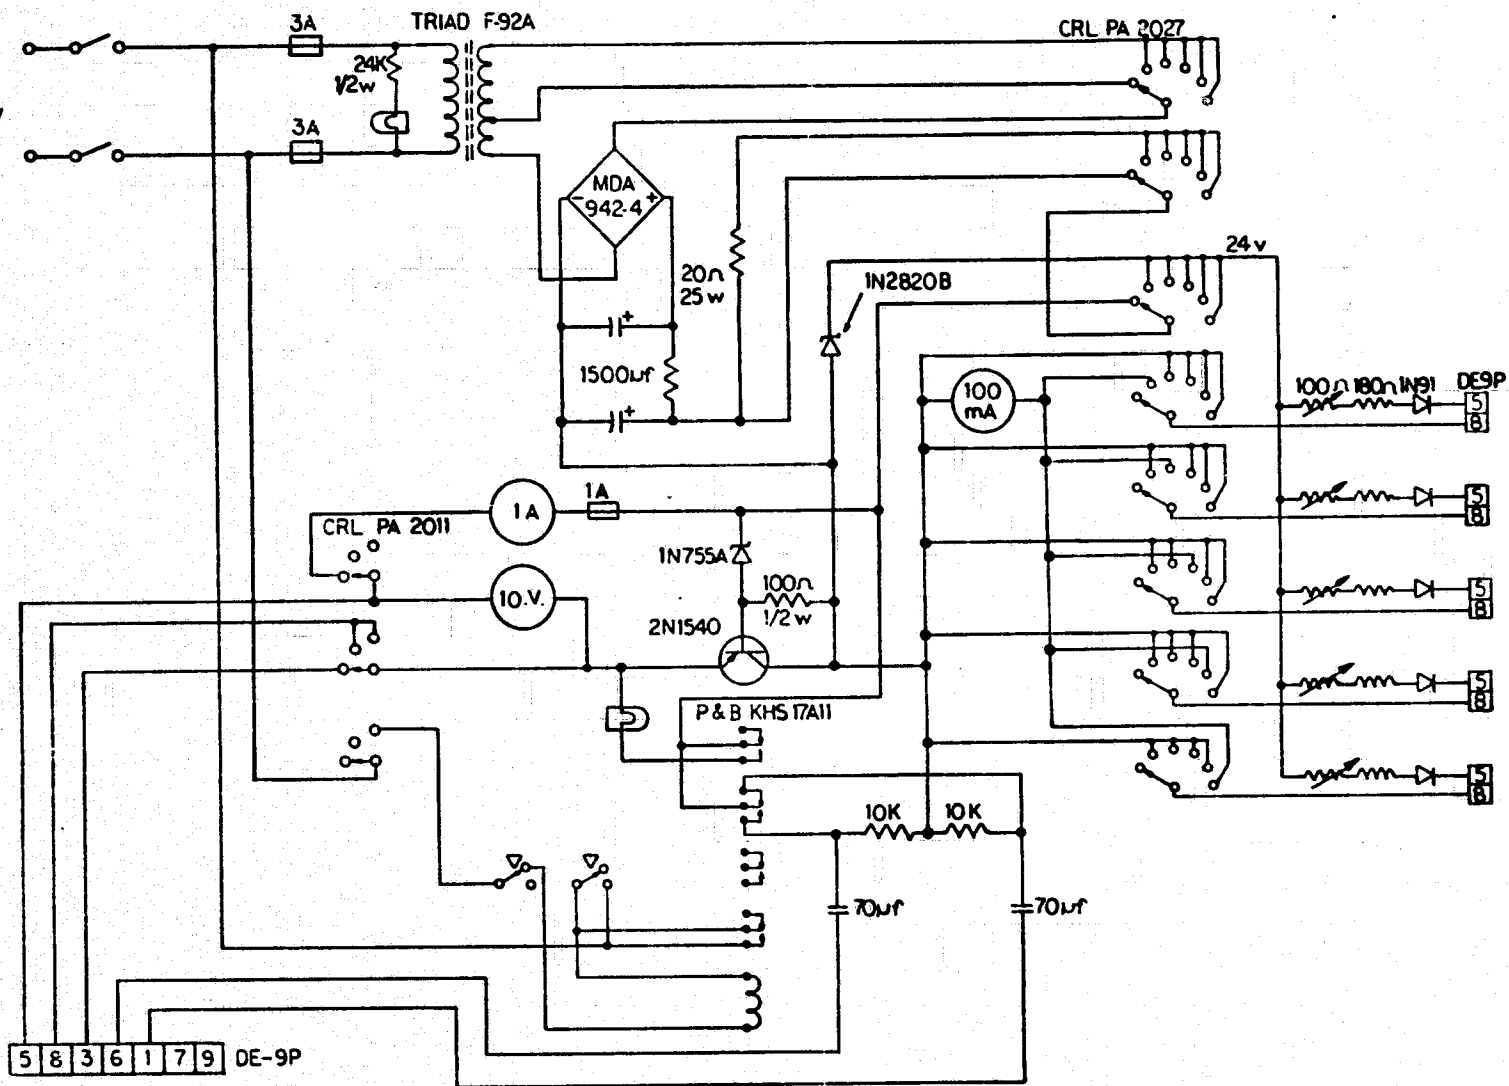 3A
TRIAD F-92A
CRL PA 2027
24K
1/2w
3A
MDA
942-4
- +
20Ω
25w
24v
1N2820B
+
1500μf
+
100
mA
100Ω 180Ω 1N91 DE9P
5
8
1A
1A
CRL PA 2011
1N755A
5
8
100Ω
1/2w
10.V.
2N1540
5
8
P&B KHS17A11
5
8
5
8
10K 10K
70μf
70μf
5 8 3 6 1 7 9 DE-9P